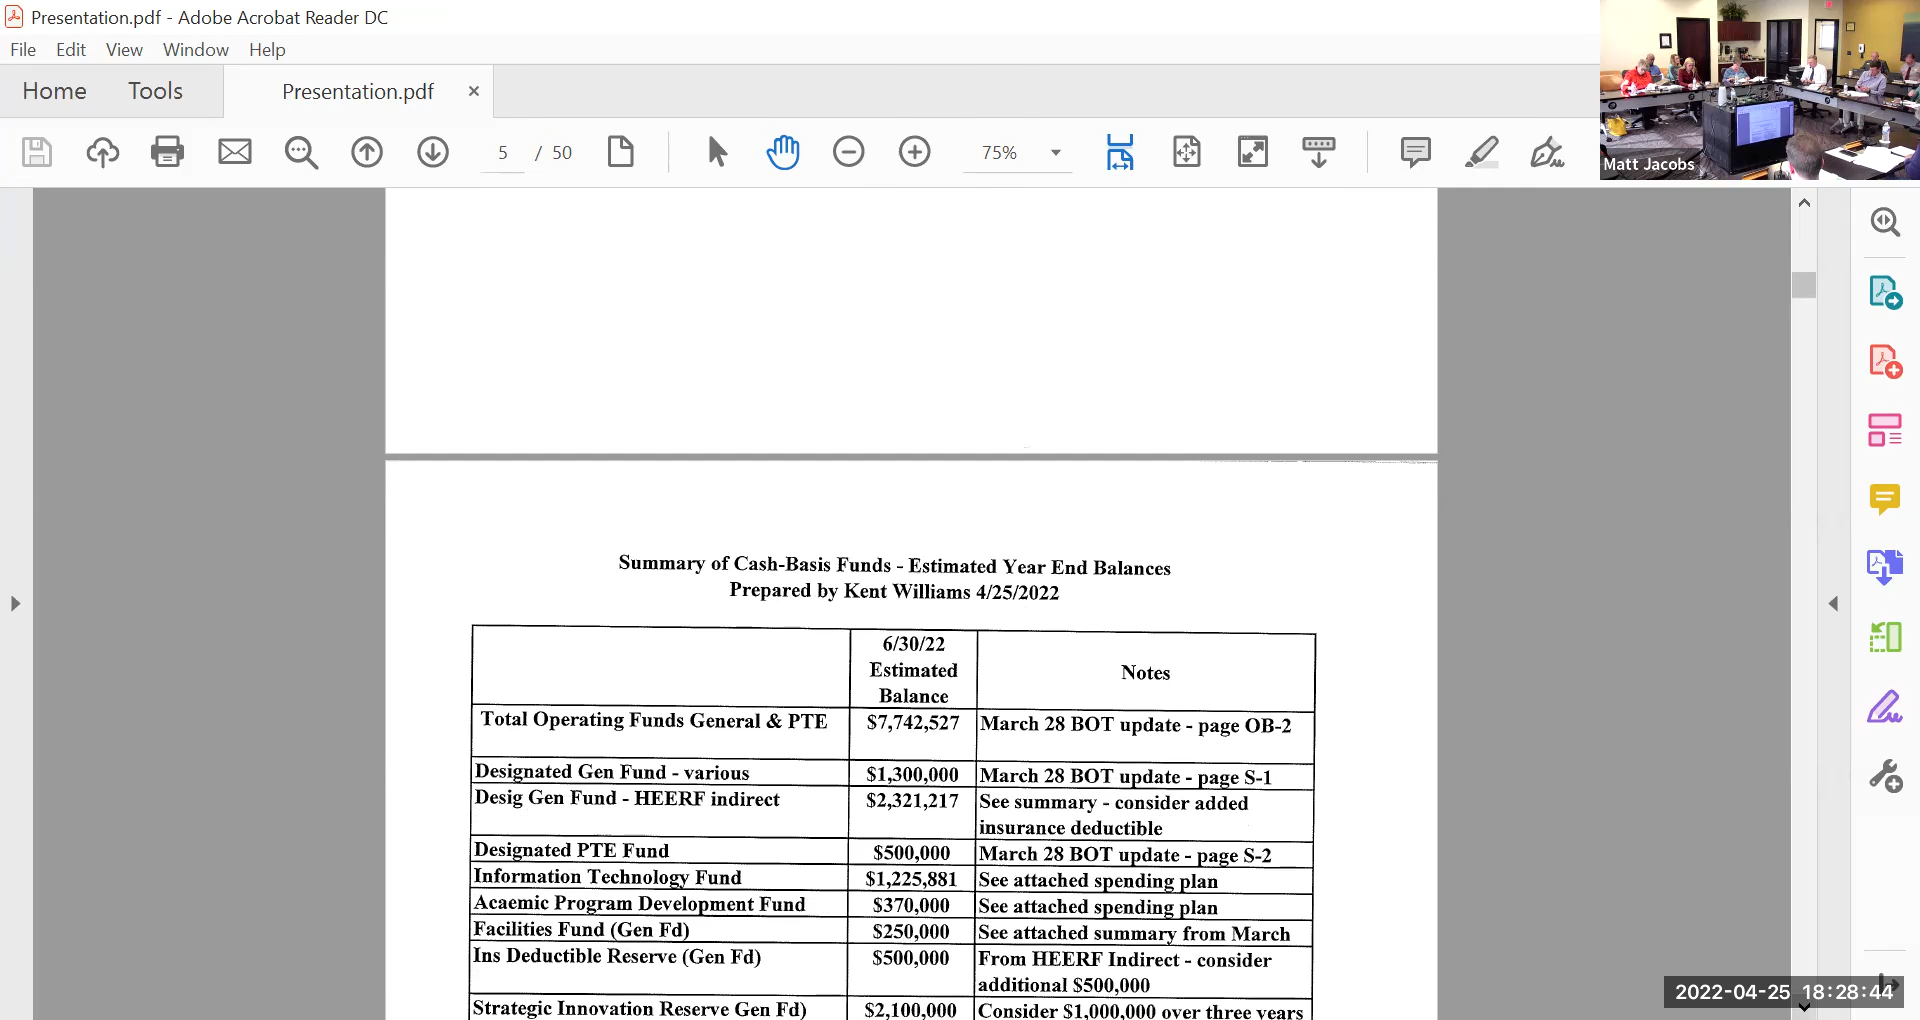 Presentation.pdf - Adobe Acrobat Reader DC
File Edit View Window Help
Home Tools Presentation.pdf ×
5 / 50 75%
Matt Jacobs
Summary of Cash-Basis Funds - Estimated Year End Balances
Prepared by Kent Williams 4/25/2022
6/30/22
Estimated
Balance
Notes
Total Operating Funds General & PTE $7,742,527 March 28 BOT update - page OB-2
Designated Gen Fund - various $1,300,000 March 28 BOT update - page S-1
Desig Gen Fund - HEERF indirect $2,321,217 See summary - consider added
insurance deductible
Designated PTE Fund $500,000 March 28 BOT update - page S-2
Information Technology Fund $1,225,881 See attached spending plan
Acaemic Program Development Fund $370,000 See attached spending plan
Facilities Fund (Gen Fd) $250,000 See attached summary from March
Ins Deductible Reserve (Gen Fd) $500,000 From HEERF Indirect - consider
additional $500,000
Strategic Innovation Reserve Gen Fd) $2,100,000 Consider $1,000,000 over three years
2022-04-25 18:28:44